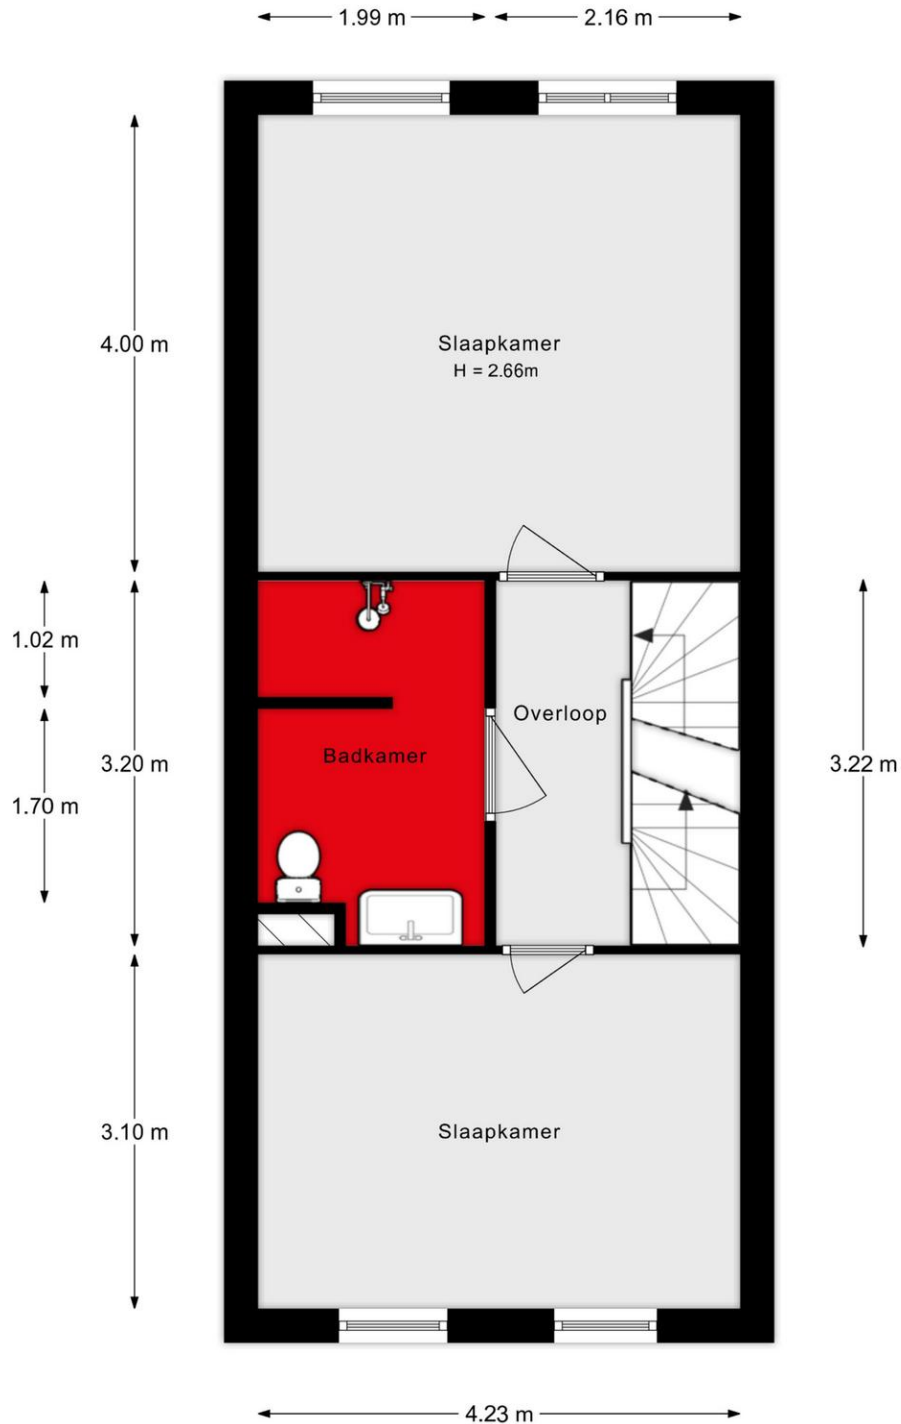 1.99 m
2.16 m
4.00 m
Slaapkamer
H = 2.66m
1.02 m
Overloop
Badkamer
3.20 m
3.22 m
1.70 m
3.10 m
Slaapkamer
4.23 m